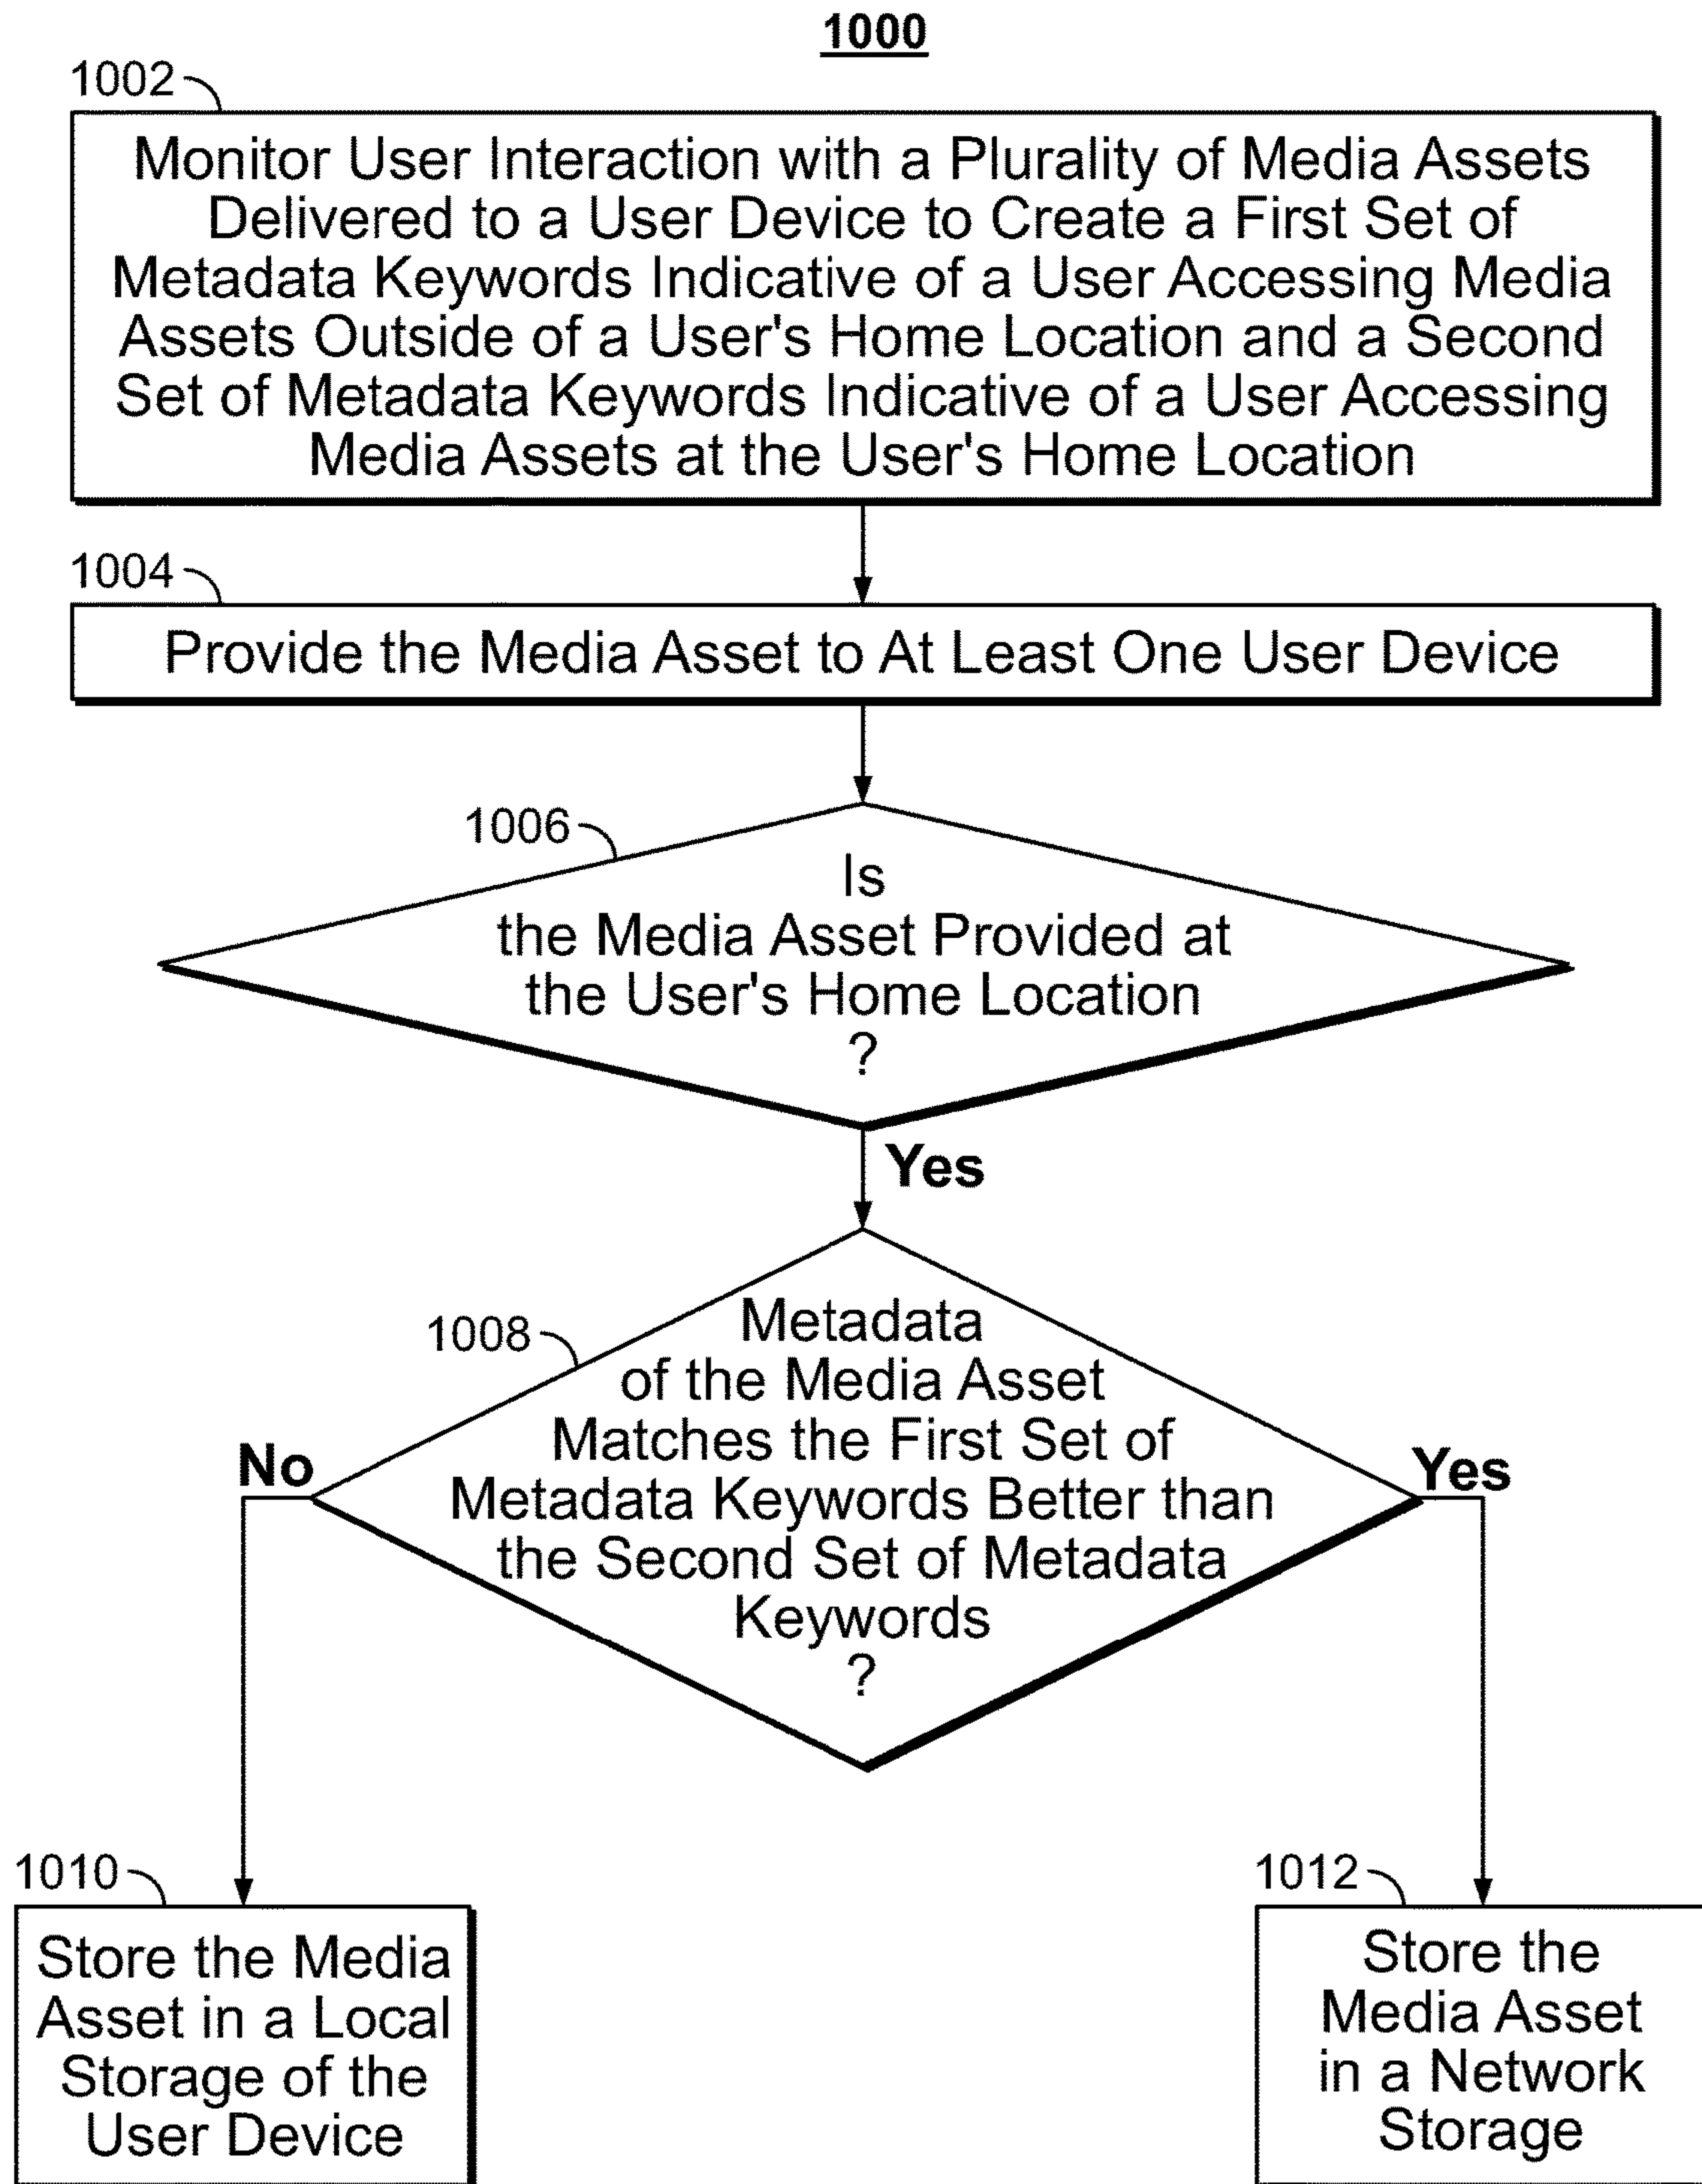 1000
1002
Monitor User Interaction with a Plurality of Media Assets
Delivered to a User Device to Create a First Set of
Metadata Keywords Indicative of a User Accessing Media
Assets Outside of a User's Home Location and a Second
Set of Metadata Keywords Indicative of a User Accessing
Media Assets at the User's Home Location
1004
Provide the Media Asset to At Least One User Device
1006
Is
the Media Asset Provided at
the User's Home Location
?
Yes
1008
Metadata
of the Media Asset
Matches the First Set of
Metadata Keywords Better than
the Second Set of Metadata
Keywords
?
No
Yes
1010
Store the Media
Asset in a Local
Storage of the
User Device
1012
Store the
Media Asset
in a Network
Storage